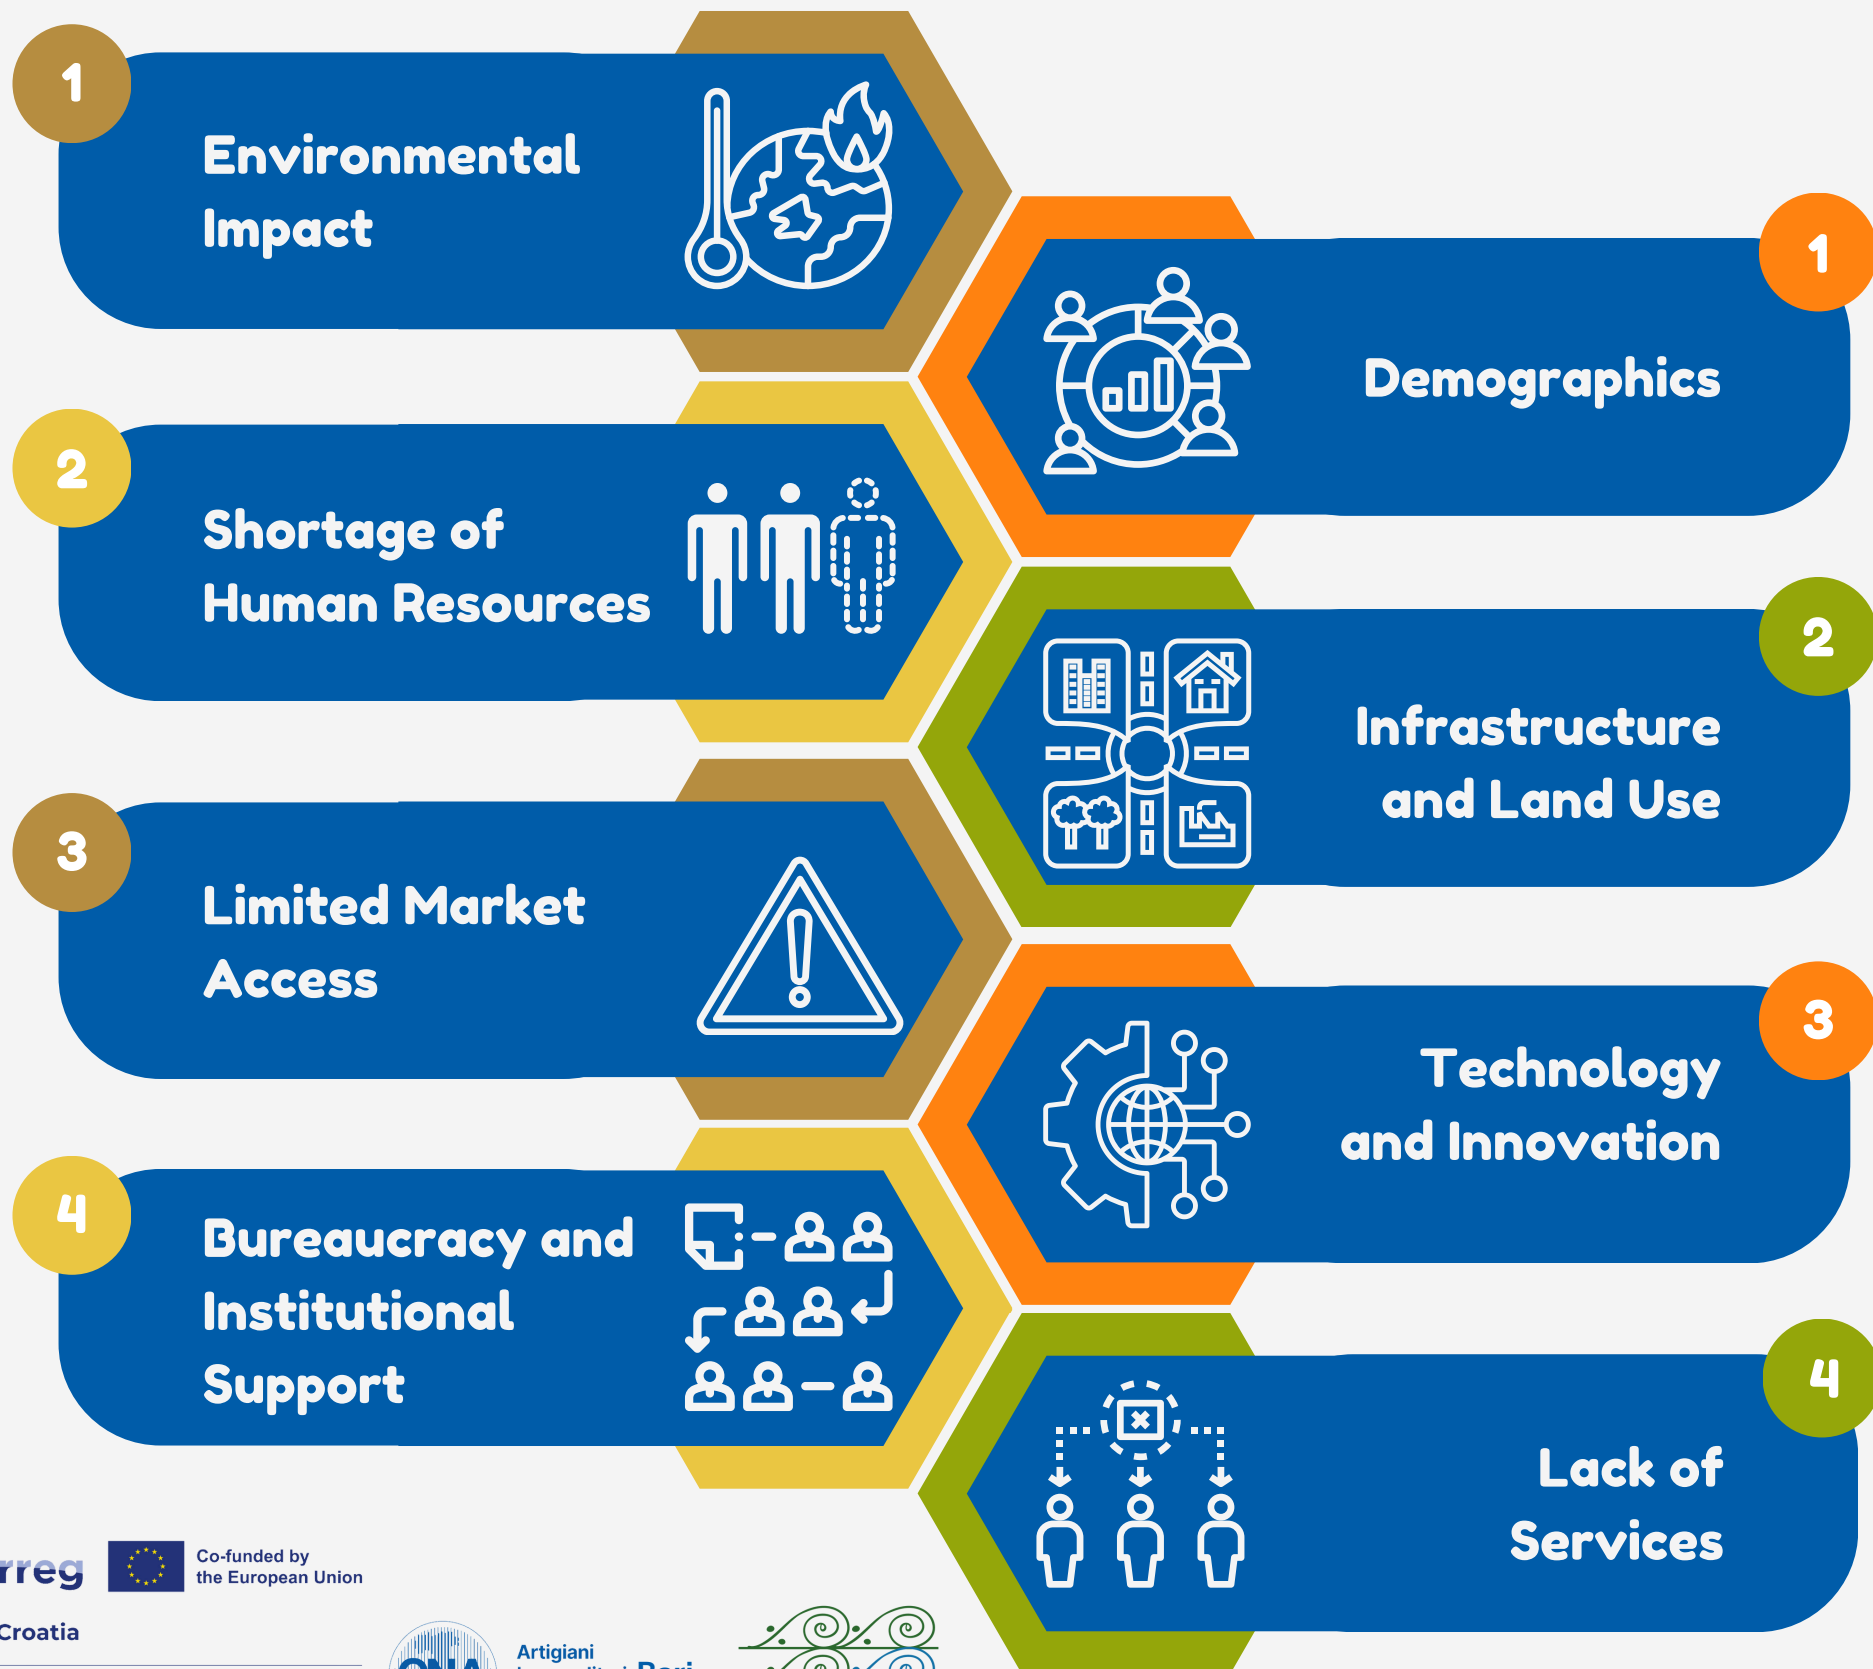 1
Environmental
Impact
1
Demographics
2
Shortage of
Human Resources
2
Infrastructure
and Land Use
3
Limited Market
Access
3
Technology
and Innovation
4
Bureaucracy and
Institutional
Support
4
Lack of
Services
rreg
Co-funded by
the European Union
Croatia
Artigiani